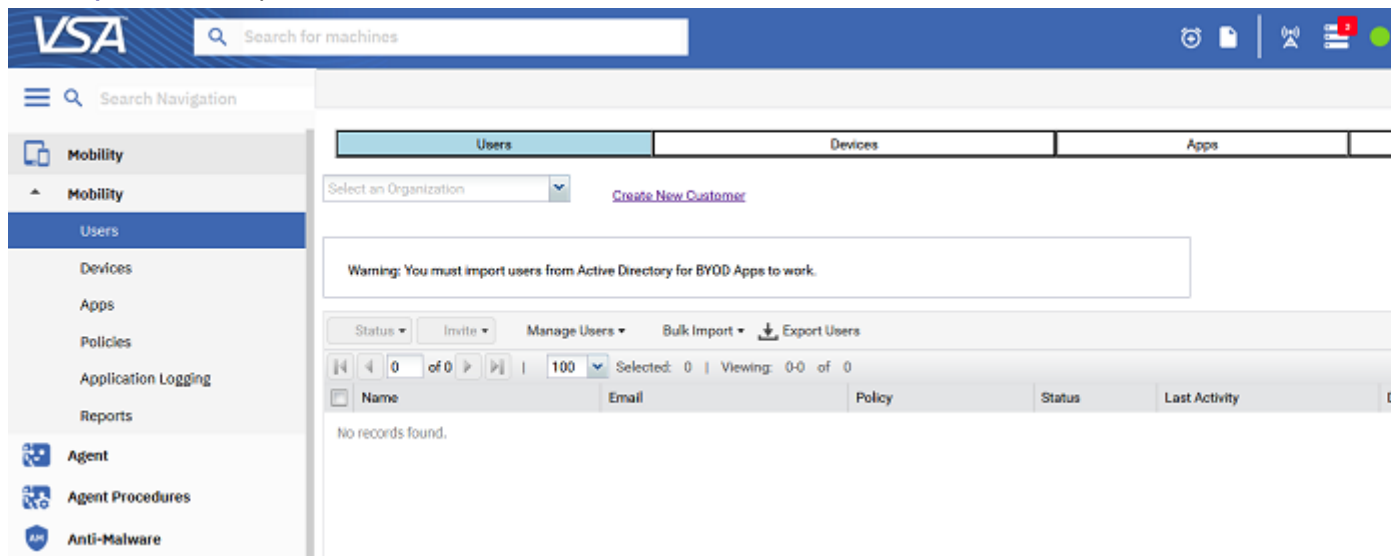 VSA
Search for machines
2
Search Navigation
Mobility
Mobility
Users
Devices
Apps
Policies
Application Logging
Reports
Agent
Agent Procedures
AM
Anti-Malware
Users Devices Apps
Select an Organization Create New Customer
Warning: You must import users from Active Directory for BYOD Apps to work.
Status Invite Manage Users Bulk Import Export Users
0 of 0 | 100 Selected: 0 | Viewing: 0-0 of 0
Name Email Policy Status Last Activity
No records found.